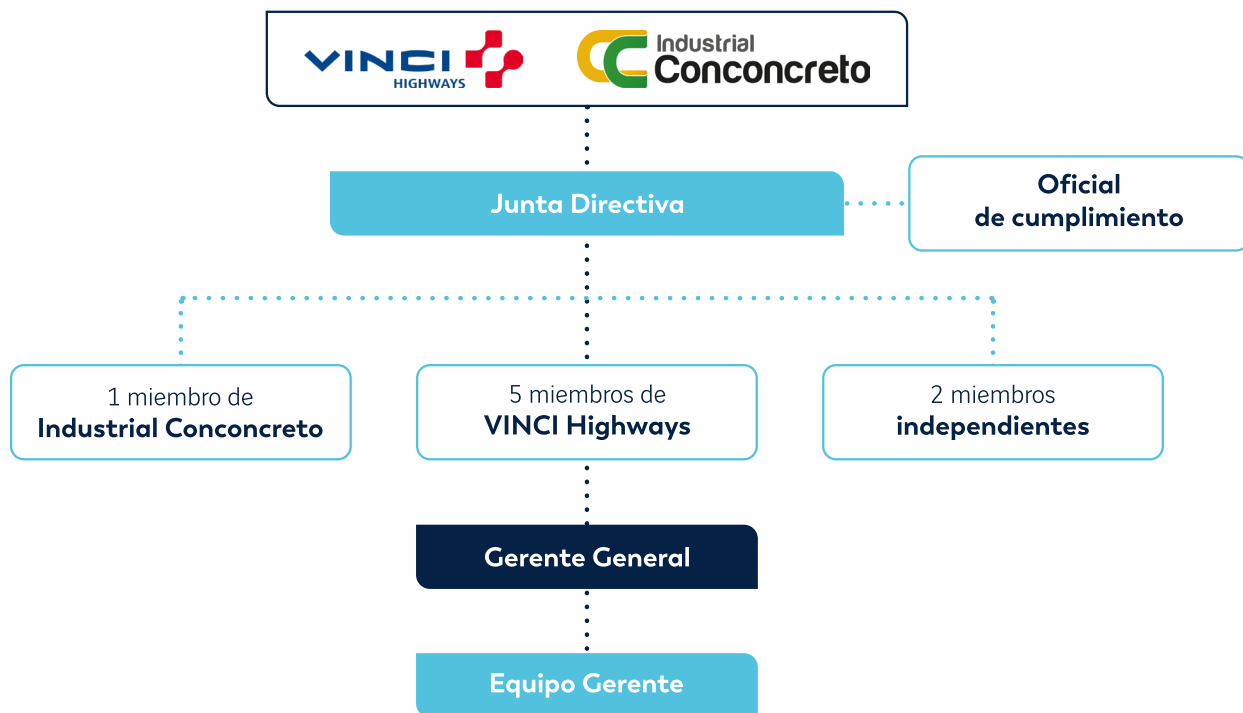 VINCI
HIGHWAYS
Industrial
Conconcreto
Junta Directiva
Oficial
de cumplimiento
1 miembro de
Industrial Conconcreto
5 miembros de
VINCI Highways
2 miembros
independientes
Gerente General
Equipo Gerente